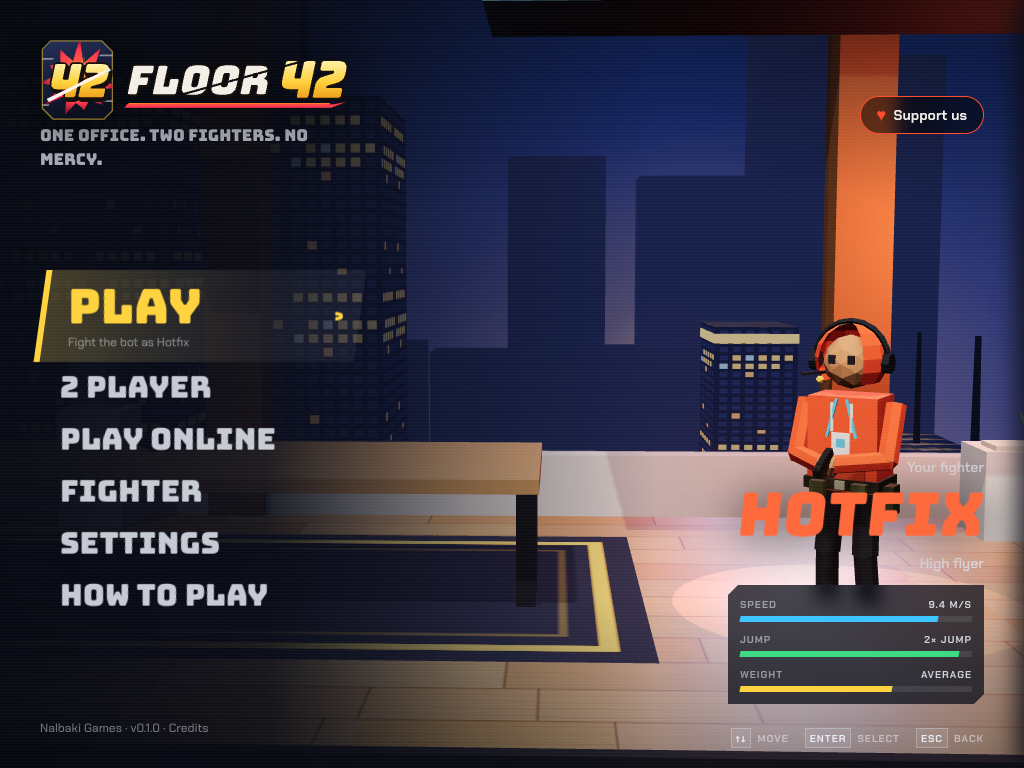 42
FLOOR 42
ONE OFFICE. TWO FIGHTERS. NO
MERCY.
♥ Support us
PLAY
Fight the bot as Hotfix
2 PLAYER
PLAY ONLINE
FIGHTER
SETTINGS
HOW TO PLAY
Your fighter
HOTFIX
High flyer
SPEED 9.4 M/S
JUMP 2× JUMP
WEIGHT AVERAGE
Nalbaki Games · v0.1.0 · Credits
↑↓ MOVE ENTER SELECT ESC BACK